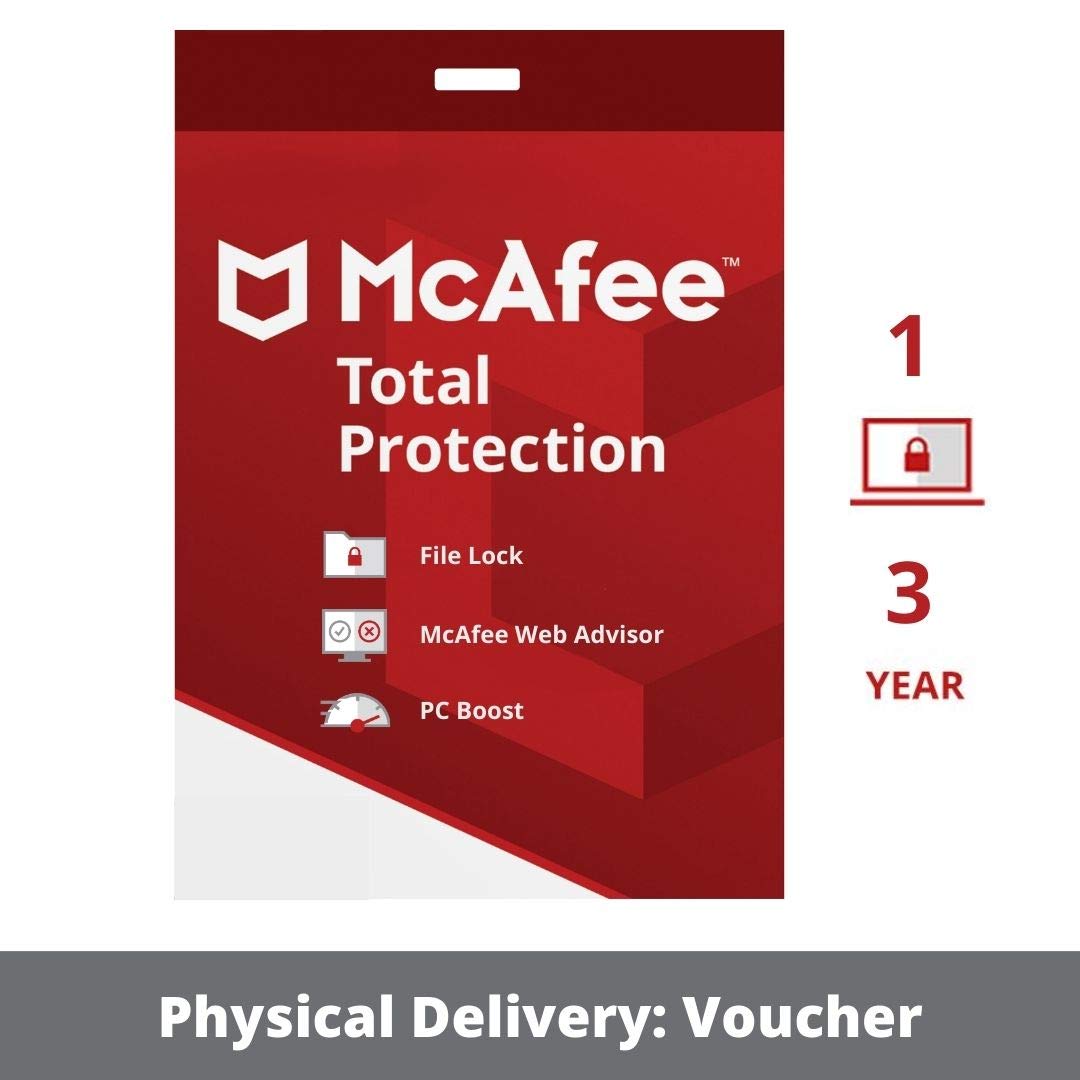 McAfee™
Total
Protection
File Lock
McAfee Web Advisor
PC Boost
1
3
YEAR
Physical Delivery: Voucher